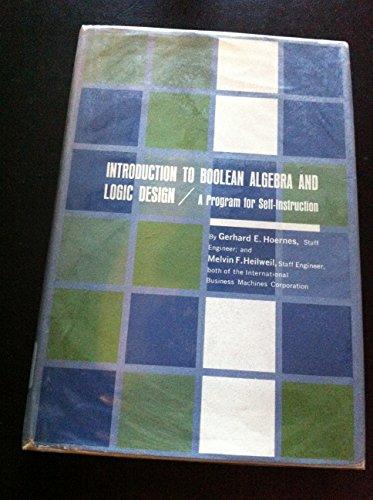 INTRODUCTION TO BOOLEAN ALGEBRA AND
LOGIC DESIGN / A Program for Self-Instruction
By Gerhard E. Hoernes, Staff
Engineer; and
Melvin F. Heilweil, Staff Engineer,
both of the International
Business Machines Corporation